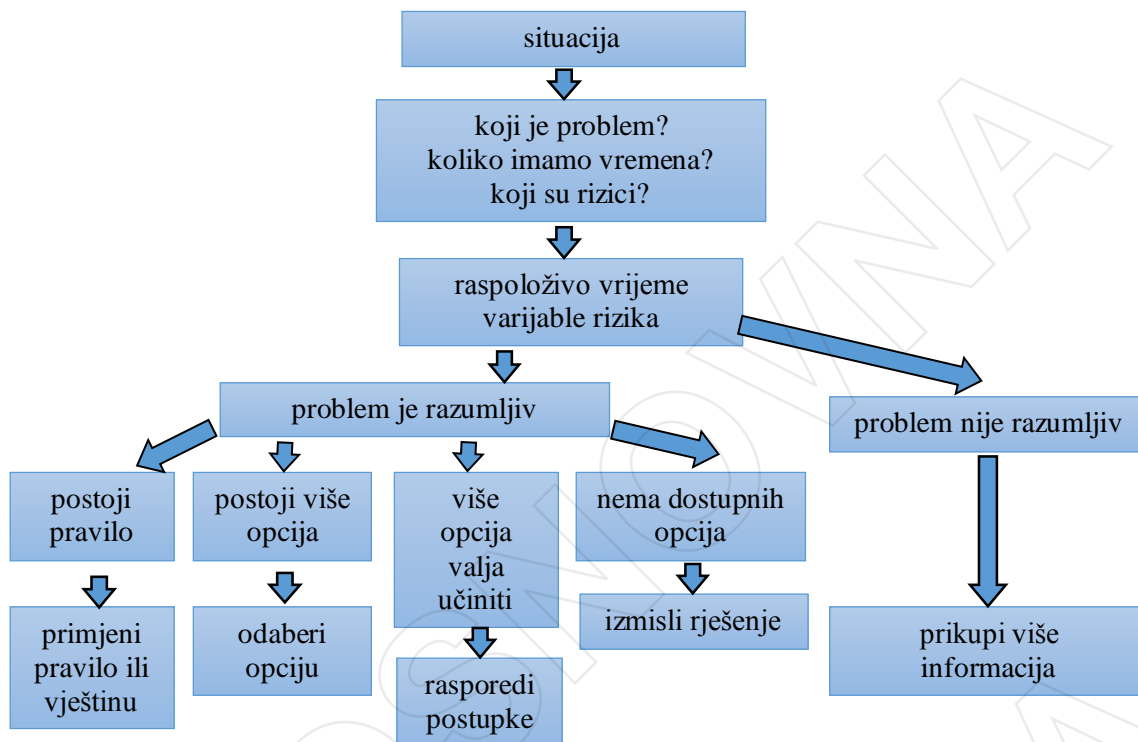 situacija
koji je problem?
koliko imamo vremena?
koji su rizici?
raspoloživo vrijeme
varijable rizika
problem je razumljiv
problem nije razumljiv
postoji
pravilo
postoji više
opcija
više
opcija
valja
učiniti
nema dostupnih
opcija
primjeni
pravilo ili
vještinu
odaberi
opciju
rasporedi
postupke
izmisli rješenje
prikupi više
informacija
OSNOVNA